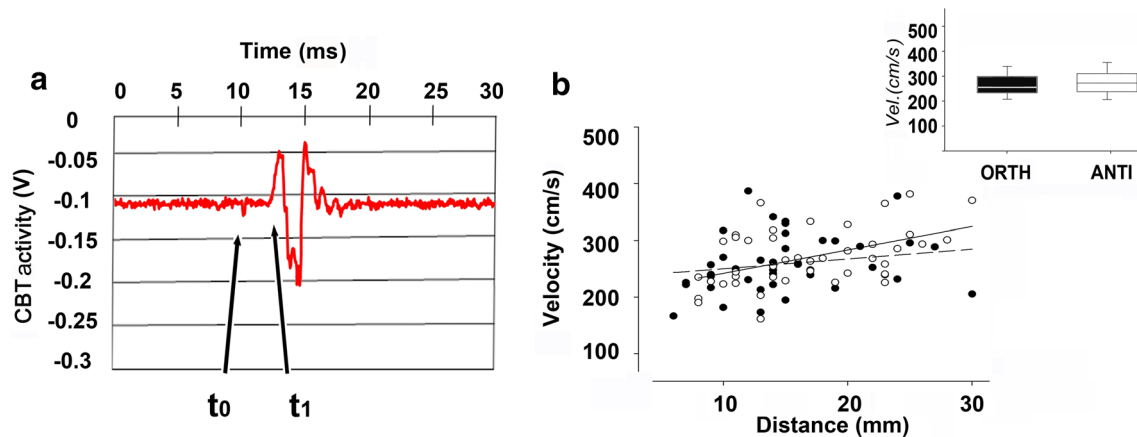 Time (ms)
a
0 5 10 15 20 25 30
CBT activity (V)
0
-0.05
-0.1
-0.15
-0.2
-0.25
-0.3
t0 t1
b
Vel.(cm/s)
500
400
300
200
100
ORTH ANTI
Velocity (cm/s)
500
400
300
200
100
10 20 30
Distance (mm)